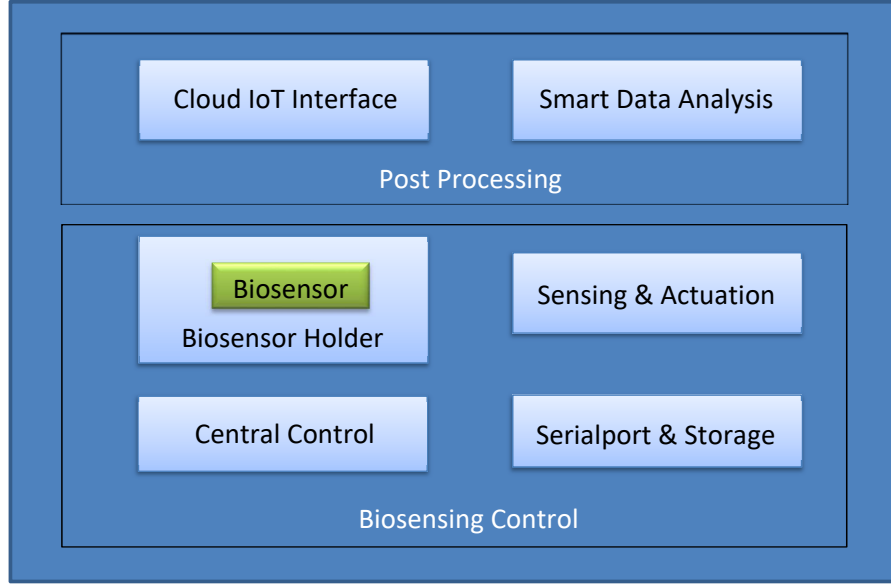 Cloud IoT Interface
Smart Data Analysis
Post Processing
Biosensor
Biosensor Holder
Sensing & Actuation
Central Control
Serialport & Storage
Biosensing Control